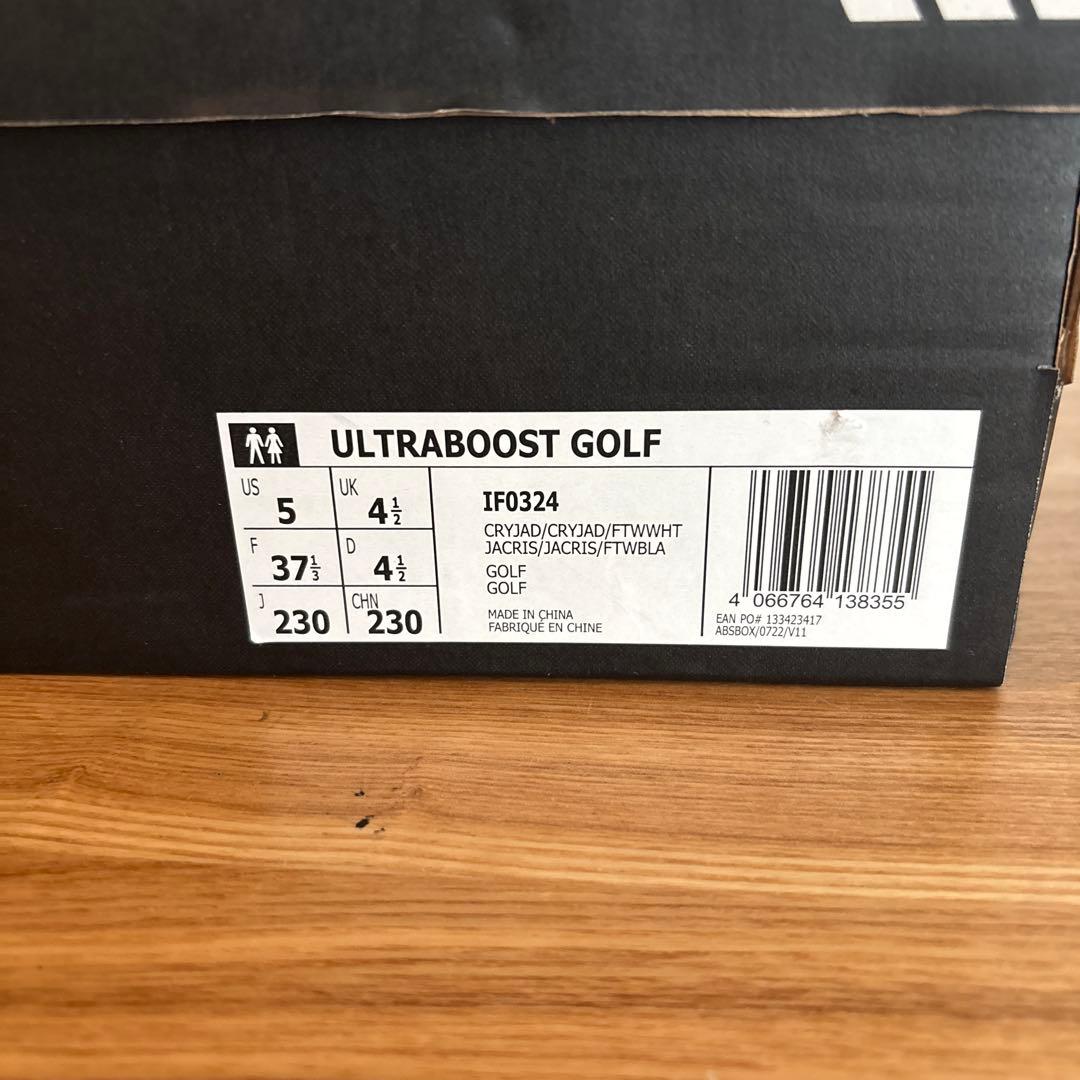 ULTRABOOST GOLF
US 5 UK 4½
F 37⅓ D 4½
J 230 CHN 230
IF0324
CRYJAD/CRYJAD/FTWWHT
JACRIS/JACRIS/FTWBLA
GOLF
GOLF
MADE IN CHINA
FABRIQUÉ EN CHINE
4 066764 138355
EAN PO# 133423417
ABSBOX/0722/V11